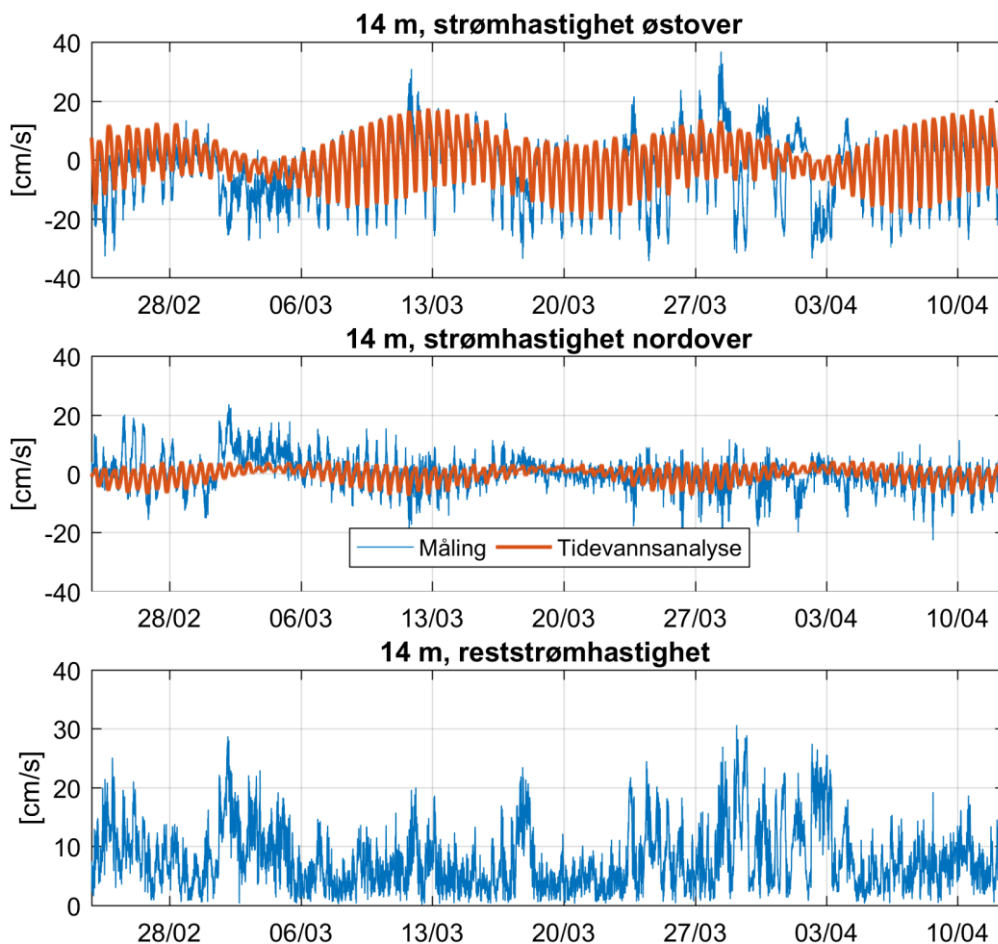 14 m, strømhastighet østover
40
20
0
-20
-40
[cm/s]
28/02 06/03 13/03 20/03 27/03 03/04 10/04
14 m, strømhastighet nordover
40
20
0
-20
-40
[cm/s]
Måling Tidevannsanalyse
28/02 06/03 13/03 20/03 27/03 03/04 10/04
14 m, reststrømhastighet
40
30
20
10
0
[cm/s]
28/02 06/03 13/03 20/03 27/03 03/04 10/04